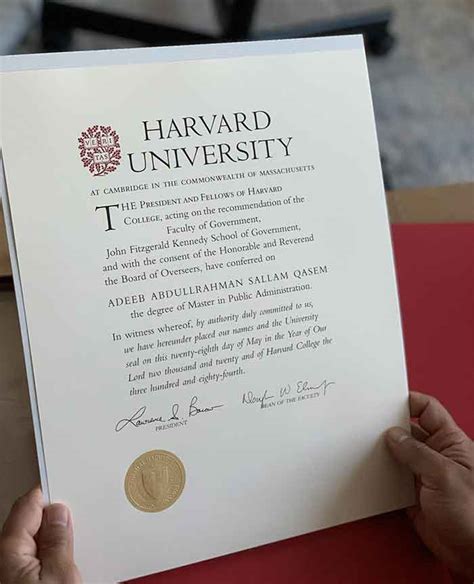 VE RI
TAS
HARVARD
UNIVERSITY
AT CAMBRIDGE IN THE COMMONWEALTH OF MASSACHUSETTS
THE PRESIDENT AND FELLOWS OF HARVARD
COLLEGE, acting on the recommendation of the
Faculty of Government,
John Fitzgerald Kennedy School of Government,
and with the consent of the Honorable and Reverend
the Board of Overseers, have conferred on
ADEEB ABDULLRAHMAN SALLAM QASEM
the degree of Master in Public Administration.
In witness whereof, by authority duly committed to us,
we have hereunder placed our names and the University
seal on this twenty-eighth day of May in the Year of Our
Lord two thousand and twenty and of Harvard College the
three hundred and eighty-fourth.
Lawrence S. Bacow
PRESIDENT
DEAN OF THE FACULTY